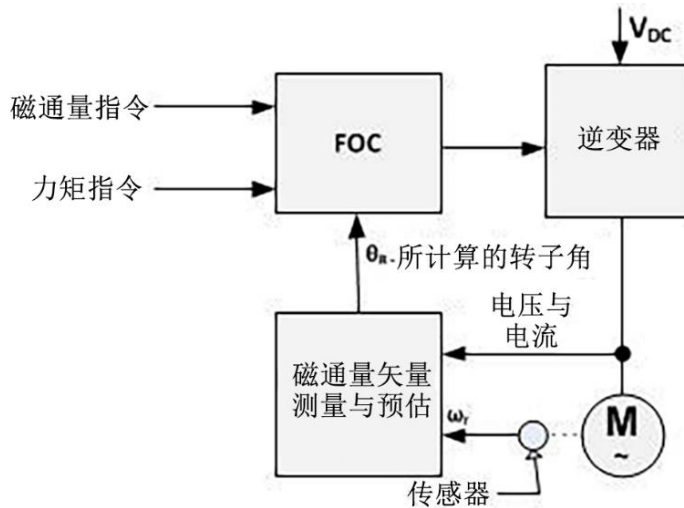 V_DC
磁通量指令
FOC
逆变器
力矩指令
θ_R-所计算的转子角
电压与
电流
磁通量矢量
测量与预估
ω_r
M
~
传感器